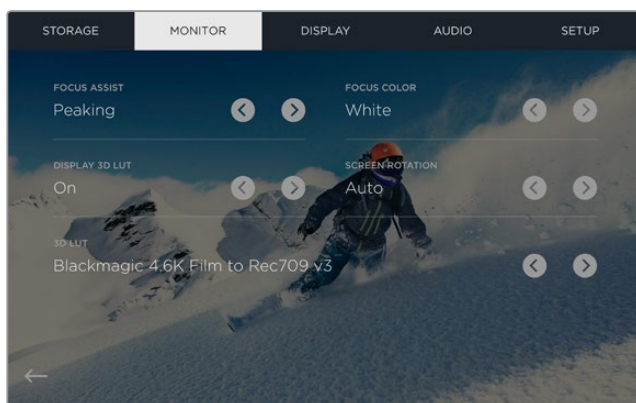 STORAGE MONITOR DISPLAY AUDIO SETUP
FOCUS ASSIST FOCUS COLOR
Peaking White
DISPLAY 3D LUT SCREEN ROTATION
On Auto
3D LUT
Blackmagic 4.6K Film to Rec709 v3